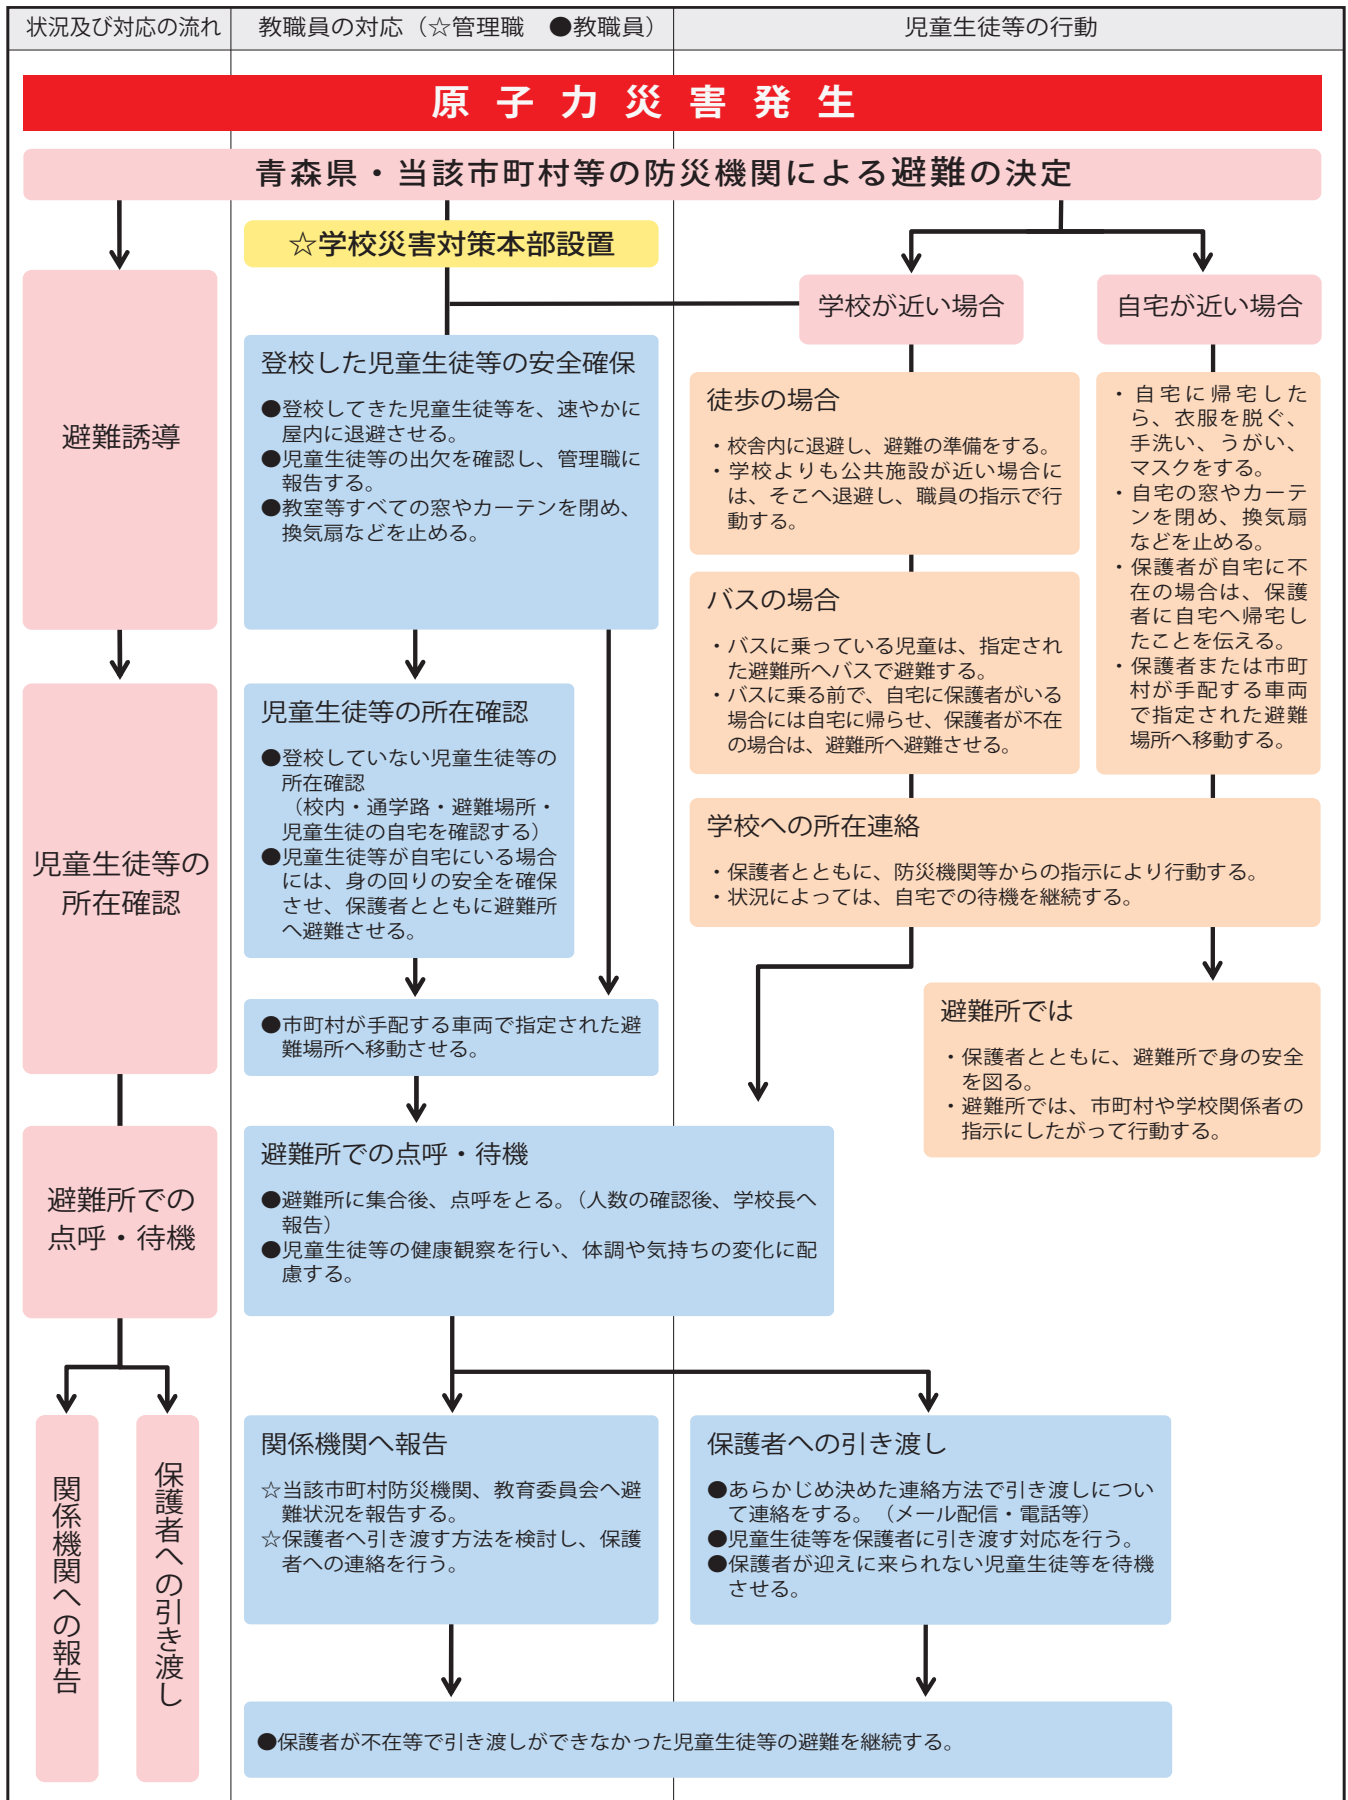 状況及び対応の流れ
教職員の対応（☆管理職　●教職員）
児童生徒等の行動
原子力災害発生
青森県・当該市町村等の防災機関による避難の決定
☆学校災害対策本部設置
学校が近い場合
自宅が近い場合
避難誘導
登校した児童生徒等の安全確保
●登校してきた児童生徒等を、速やかに
屋内に退避させる。
●児童生徒等の出欠を確認し、管理職に
報告する。
●教室等すべての窓やカーテンを閉め、
換気扇などを止める。
徒歩の場合
・校舎内に退避し、避難の準備をする。
・学校よりも公共施設が近い場合に
は、そこへ退避し、職員の指示で行
動する。
・自宅に帰宅した
ら、衣服を脱ぐ、
手洗い、うがい、
マスクをする。
・自宅の窓やカーテ
ンを閉め、換気扇
などを止める。
・保護者が自宅に不
在の場合は、保護
者に自宅へ帰宅し
たことを伝える。
・保護者または市町
村が手配する車両
で指定された避難
場所へ移動する。
バスの場合
・バスに乗っている児童は、指定され
た避難所へバスで避難する。
・バスに乗る前で、自宅に保護者がいる
場合には自宅に帰らせ、保護者が不在
の場合は、避難所へ避難させる。
児童生徒等の
所在確認
児童生徒等の所在確認
●登校していない児童生徒等の
所在確認
（校内・通学路・避難場所・
児童生徒の自宅を確認する）
●児童生徒等が自宅にいる場合
には、身の回りの安全を確保
させ、保護者とともに避難所
へ避難させる。
学校への所在連絡
・保護者とともに、防災機関等からの指示により行動する。
・状況によっては、自宅での待機を継続する。
●市町村が手配する車両で指定された避
難場所へ移動させる。
避難所では
・保護者とともに、避難所で身の安全
を図る。
・避難所では、市町村や学校関係者の
指示にしたがって行動する。
避難所での
点呼・待機
避難所での点呼・待機
●避難所に集合後、点呼をとる。（人数の確認後、学校長へ
報告）
●児童生徒等の健康観察を行い、体調や気持ちの変化に配
慮する。
関係機関への報告
保護者への引き渡し
関係機関へ報告
☆当該市町村防災機関、教育委員会へ避
難状況を報告する。
☆保護者へ引き渡す方法を検討し、保護
者への連絡を行う。
保護者への引き渡し
●あらかじめ決めた連絡方法で引き渡しについ
て連絡をする。（メール配信・電話等）
●児童生徒等を保護者に引き渡す対応を行う。
●保護者が迎えに来られない児童生徒等を待機
させる。
●保護者が不在等で引き渡しができなかった児童生徒等の避難を継続する。